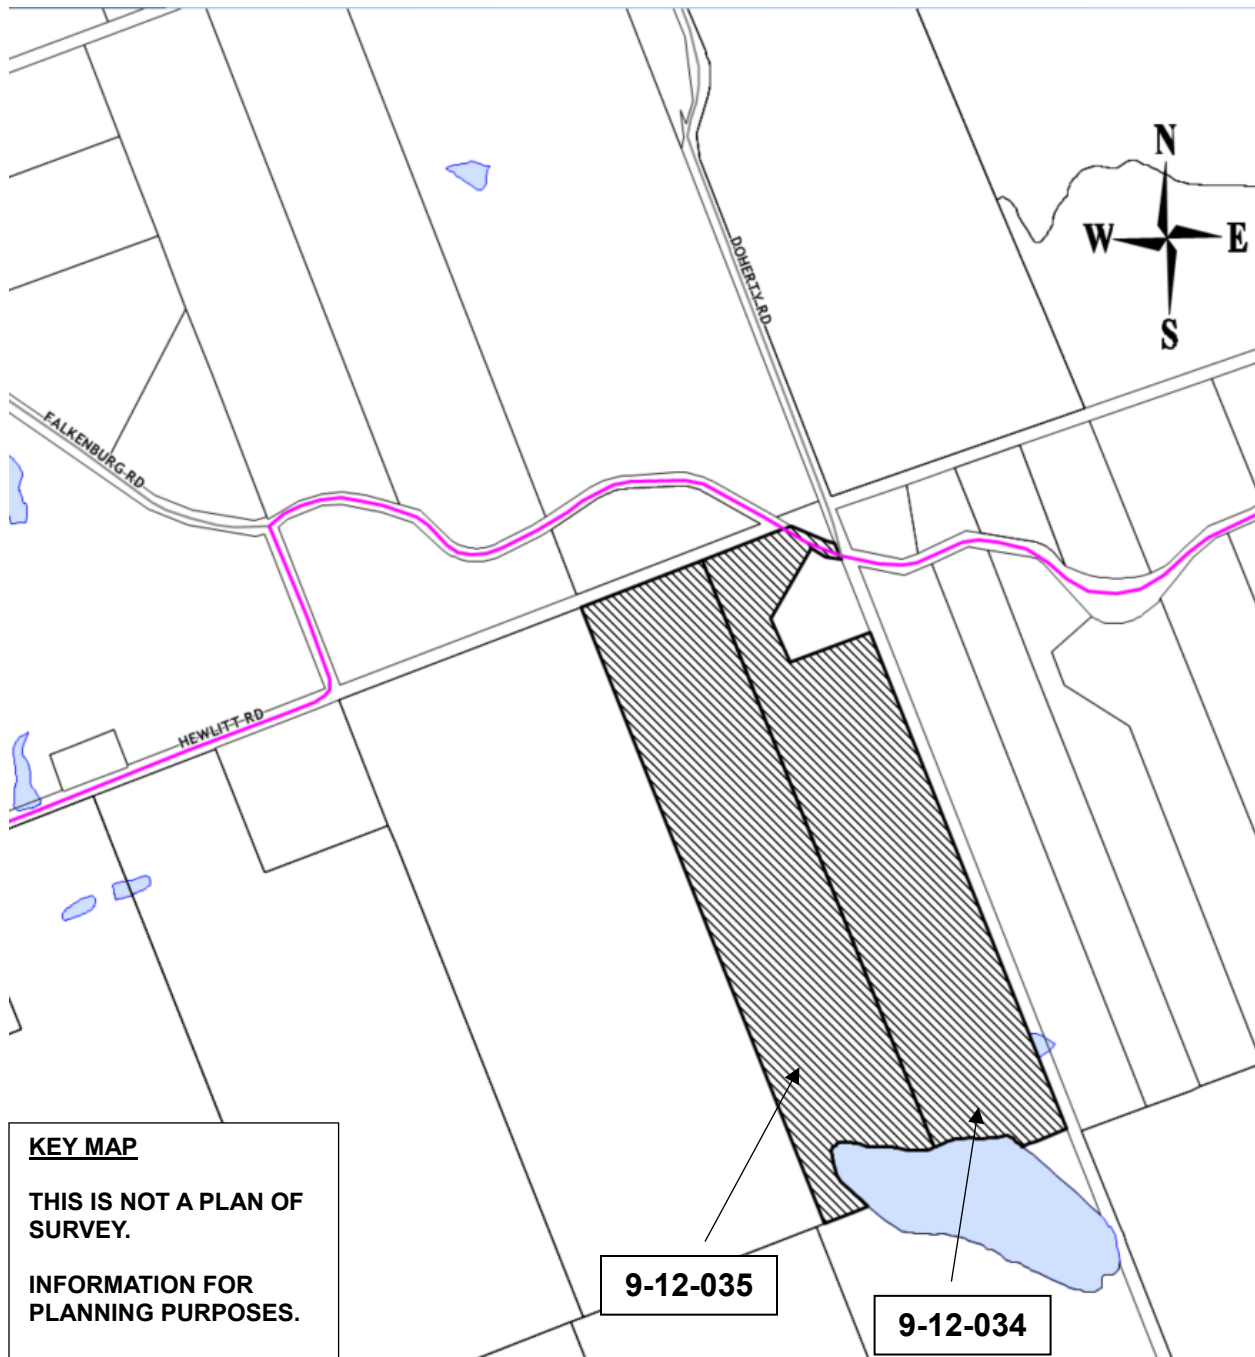 N
W E
S
DOHERTY RD
FALKENBURG RD
HEWLITT RD
KEY MAP
THIS IS NOT A PLAN OF
SURVEY.
INFORMATION FOR
PLANNING PURPOSES.
9-12-035
9-12-034